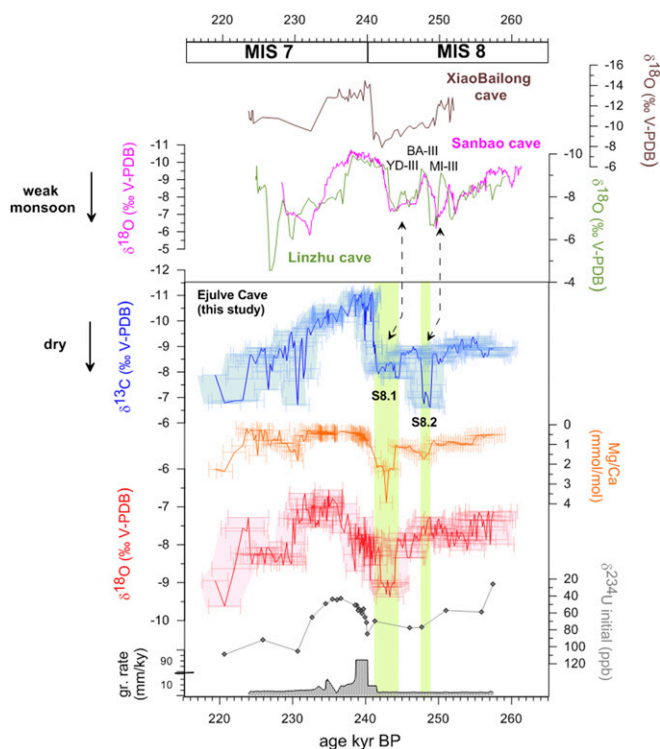 220 230 240 250 260
MIS 7 MIS 8
-16
-14
-12
-10
-8
-6
δ18O (‰ V-PDB)
XiaoBailong
cave
Sanbao cave
BA-III
YD-III MI-III
-11
-10
-9
-8
-7
-6
-5
δ18O (‰ V-PDB)
-10
-8
-6
-4
δ18O (‰ V-PDB)
weak
monsoon
Linzhu cave
-12
-11
-10
-9
-8
-7
-6
δ13C (‰ V-PDB)
Ejulve Cave
(this study)
dry
S8.1
S8.2
0
1
2
3
4
Mg/Ca
(mmol/mol)
-6
-7
-8
-9
-10
δ18O (‰ V-PDB)
20
40
60
80
100
120
δ234U initial (ppb)
90
10
gr. rate
(mm/ky)
220 230 240 250 260
age kyr BP